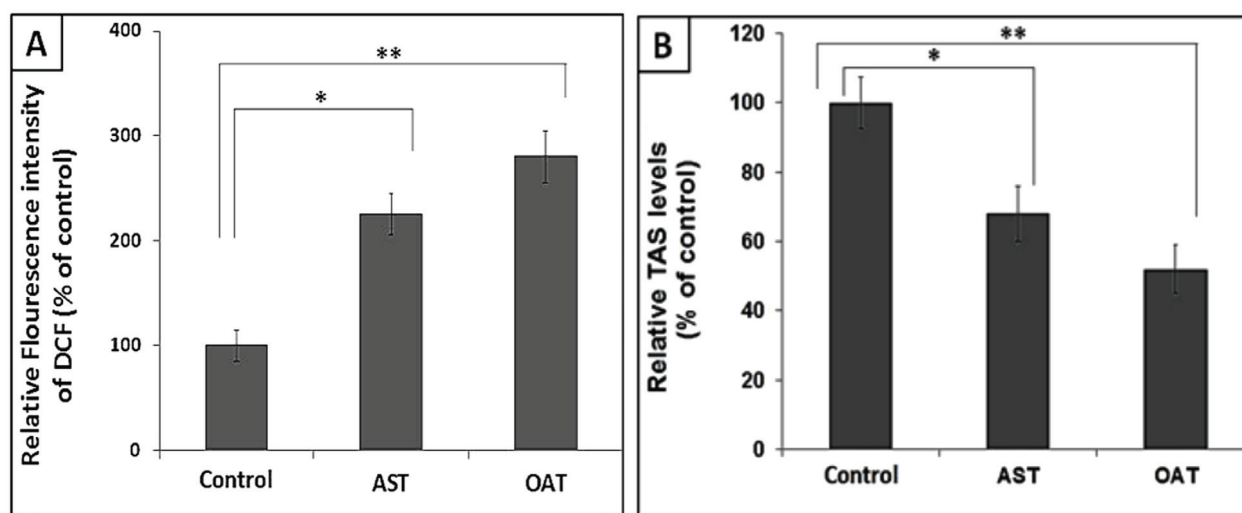 A
Relative Flourescence intensity
of DCF (% of control)
400
300
200
100
0
**
*
Control
AST
OAT
B
Relative TAS levels
(% of control)
120
100
80
60
40
20
0
**
*
Control
AST
OAT